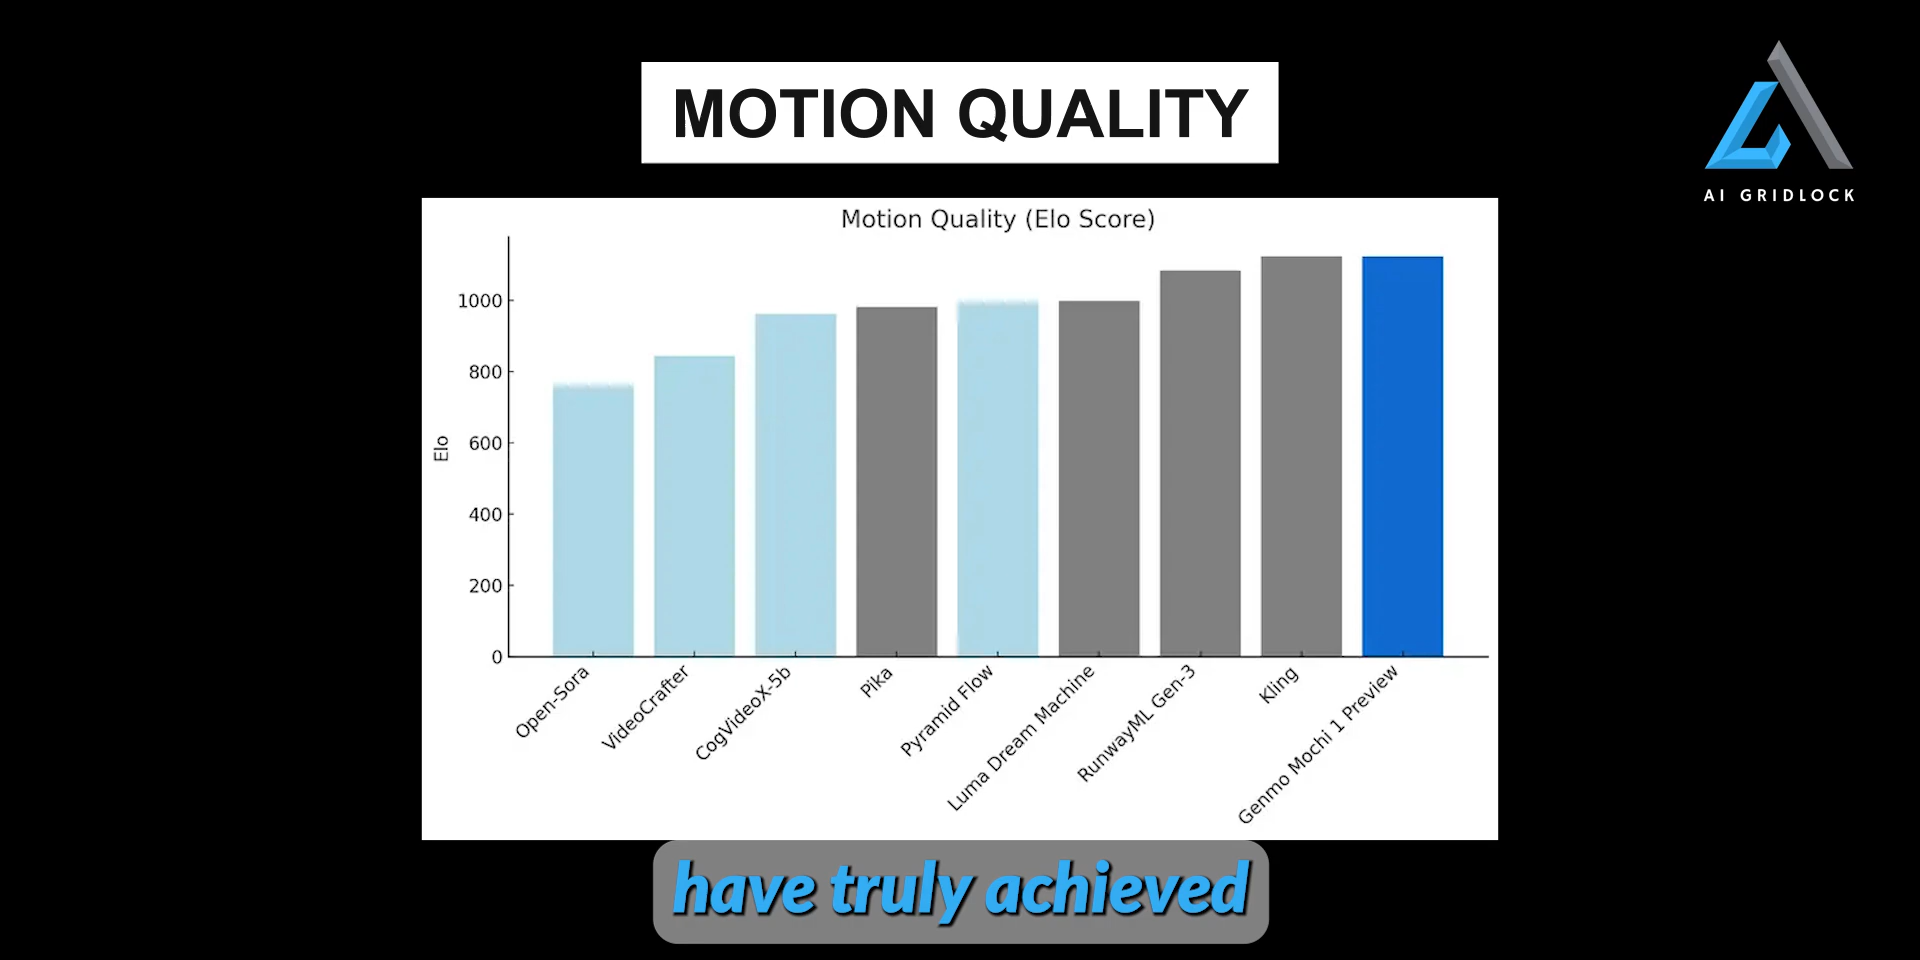 MOTION QUALITY
AI GRIDLOCK
Motion Quality (Elo Score)
Elo
1000
800
600
400
200
0
Open-Sora
VideoCrafter
CogVideoX-5b
Pika
Pyramid Flow
Luma Dream Machine
RunwayML Gen-3
Kling
Genmo Mochi 1 Preview
have truly achieved